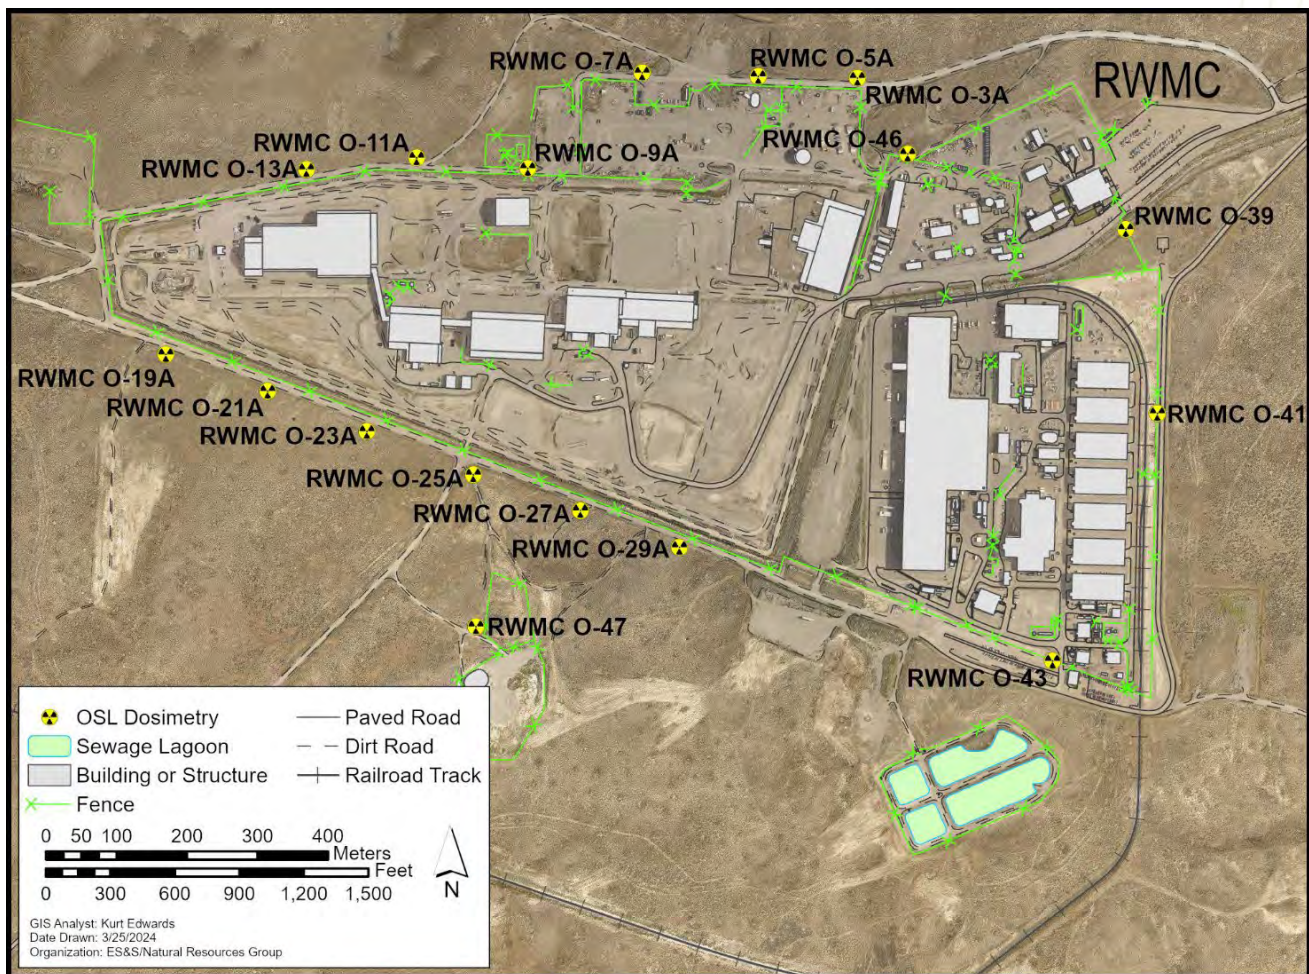 RWMC
RWMC O-7A
RWMC O-5A
RWMC O-3A
RWMC O-46
RWMC O-11A
RWMC O-9A
RWMC O-13A
RWMC O-39
RWMC O-19A
RWMC O-21A
RWMC O-41
RWMC O-23A
RWMC O-25A
RWMC O-27A
RWMC O-29A
RWMC O-47
RWMC O-43
OSL Dosimetry
Sewage Lagoon
Building or Structure
Fence
Paved Road
Dirt Road
Railroad Track
0 50 100 200 300 400
Meters
Feet
0 300 600 900 1,200 1,500
N
GIS Analyst: Kurt Edwards
Date Drawn: 3/25/2024
Organization: ES&S/Natural Resources Group